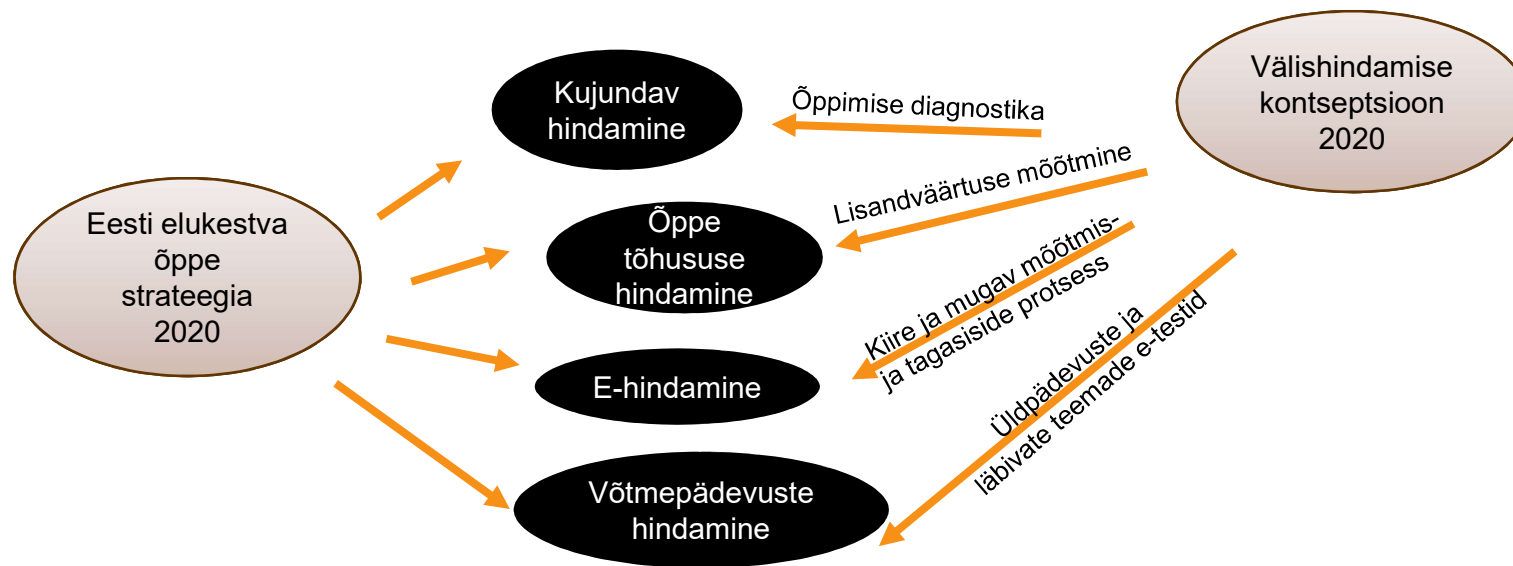 Eesti elukestva
õppe
strateegia
2020
Kujundav
hindamine
Õppe
tõhususe
hindamine
E-hindamine
Võtmepädevuste
hindamine
Õppimise diagnostika
Lisandväärtuse mõõtmine
Kiire ja mugav mõõtmis-
ja tagasiside protsess
Üldpädevuste ja
läbivate teemade e-testid
Välishindamise
kontseptsioon
2020